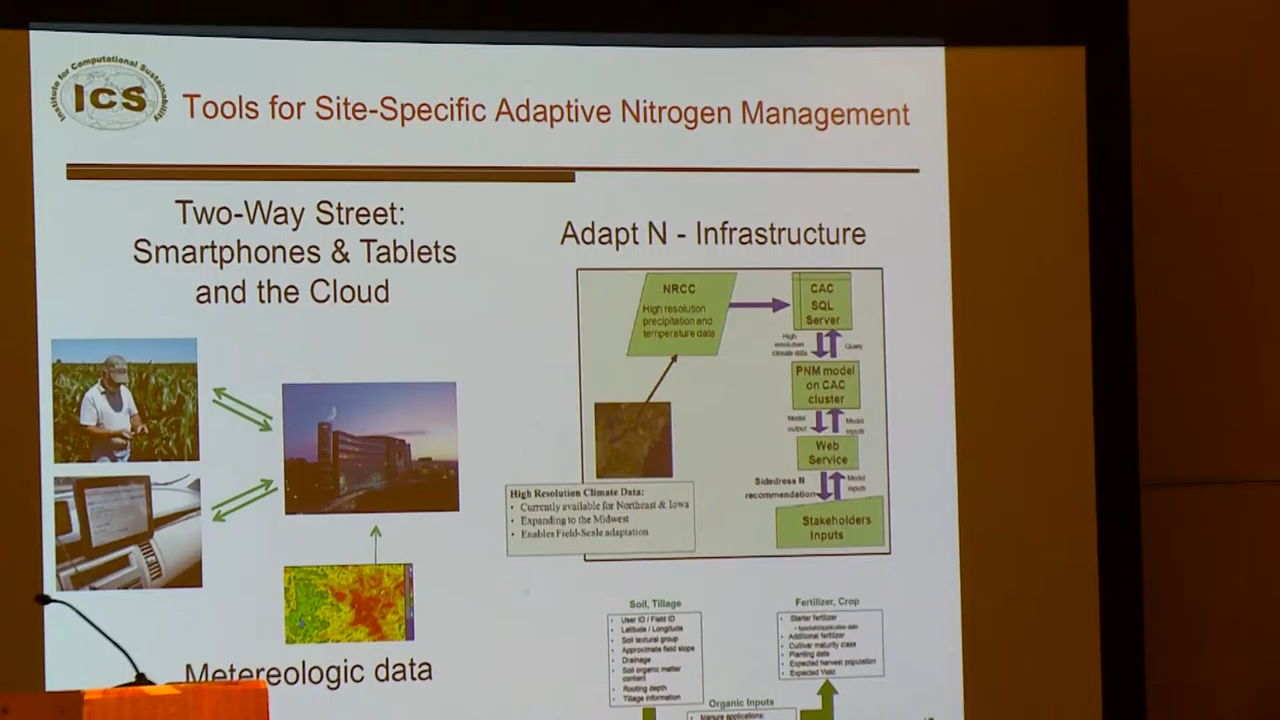 Institute for Computational Sustainability
ICS
Tools for Site-Specific Adaptive Nitrogen Management
Two-Way Street:
Smartphones & Tablets
and the Cloud
Metereologic data
Adapt N - Infrastructure
NRCC
High resolution
precipitation and
temperature data
CAC
SQL
Server
High
resolution
climate data
Query
PNM model
on CAC
cluster
Model
output
Model
inputs
Web
Service
Sidedress N
recommendation
Model
inputs
Stakeholders
Inputs
High Resolution Climate Data:
• Currently available for Northeast & Iowa
• Expanding to the Midwest
• Enables Field-Scale adaptation
Soil, Tillage
• User ID / Field ID
• Latitude / Longitude
• Soil textural group
• Approximate field slope
• Drainage
• Soil organic matter
content
• Rooting depth
• Tillage information
Fertilizer, Crop
• Starter fertilizer
• Additional fertilizer
• Cultivar maturity class
• Planting date
• Expected harvest population
• Expected Yield
Organic Inputs
• Manure applications: